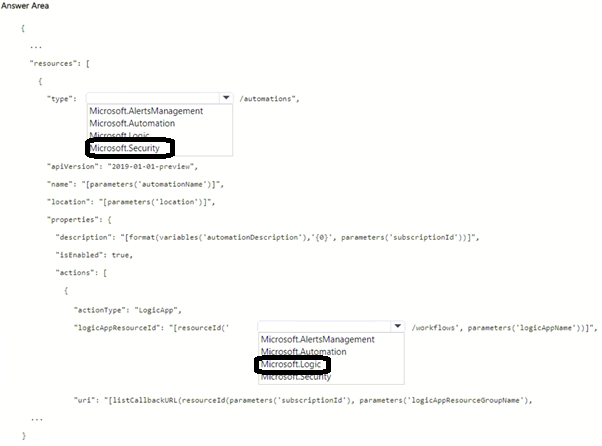 Answer Area
{
...
"resources": [
{
"type": /automations",
Microsoft.AlertsManagement
Microsoft.Automation
Microsoft.Logic
Microsoft.Security
"apiVersion": "2019-01-01-preview",
"name": "[parameters('automationName')]",
"location": "[parameters('location')]",
"properties": {
"description": "[format(variables('automationDescription'),'{0}', parameters('subscriptionId'))]",
"isEnabled": true,
"actions": [
{
"actionType": "LogicApp",
"logicAppResourceId": "[resourceId(' /workflows', parameters('logicAppName'))]",
Microsoft.AlertsManagement
Microsoft.Automation
Microsoft.Logic
Microsoft.Security
"uri": "[listCallbackURL(resourceId(parameters('subscriptionId'), parameters('logicAppResourceGroupName'),
...
}